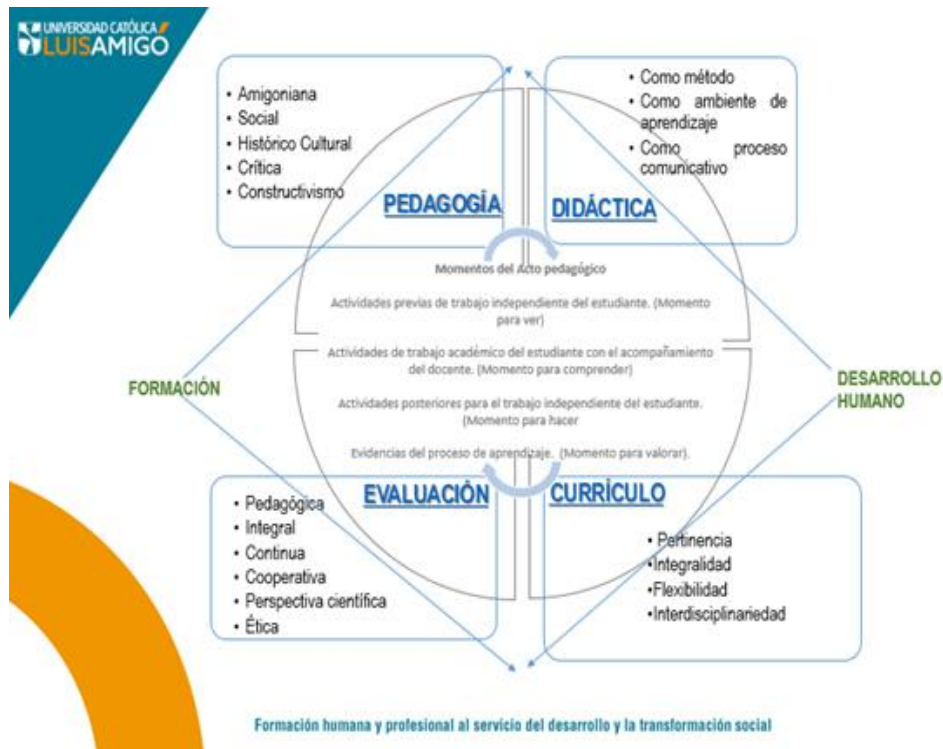 UNIVERSIDAD CATÓLICA
LUIS AMIGÓ
• Amigoniana
• Social
• Histórico Cultural
• Crítica
• Constructivismo
PEDAGOGÍA
• Como método
• Como ambiente de
aprendizaje
• Como proceso
comunicativo
DIDÁCTICA
Momentos del Acto pedagógico
Actividades previas de trabajo independiente del estudiante. (Momento
para ver)
Actividades de trabajo académico del estudiante con el acompañamiento
del docente. (Momento para comprender)
Actividades posteriores para el trabajo independiente del estudiante.
(Momento para hacer
Evidencias del proceso de aprendizaje. (Momento para valorar).
FORMACIÓN
DESARROLLO
HUMANO
EVALUACIÓN
• Pedagógica
• Integral
• Continua
• Cooperativa
• Perspectiva científica
• Ética
CURRÍCULO
• Pertinencia
•Integralidad
•Flexibilidad
•Interdisciplinariedad
Formación humana y profesional al servicio del desarrollo y la transformación social